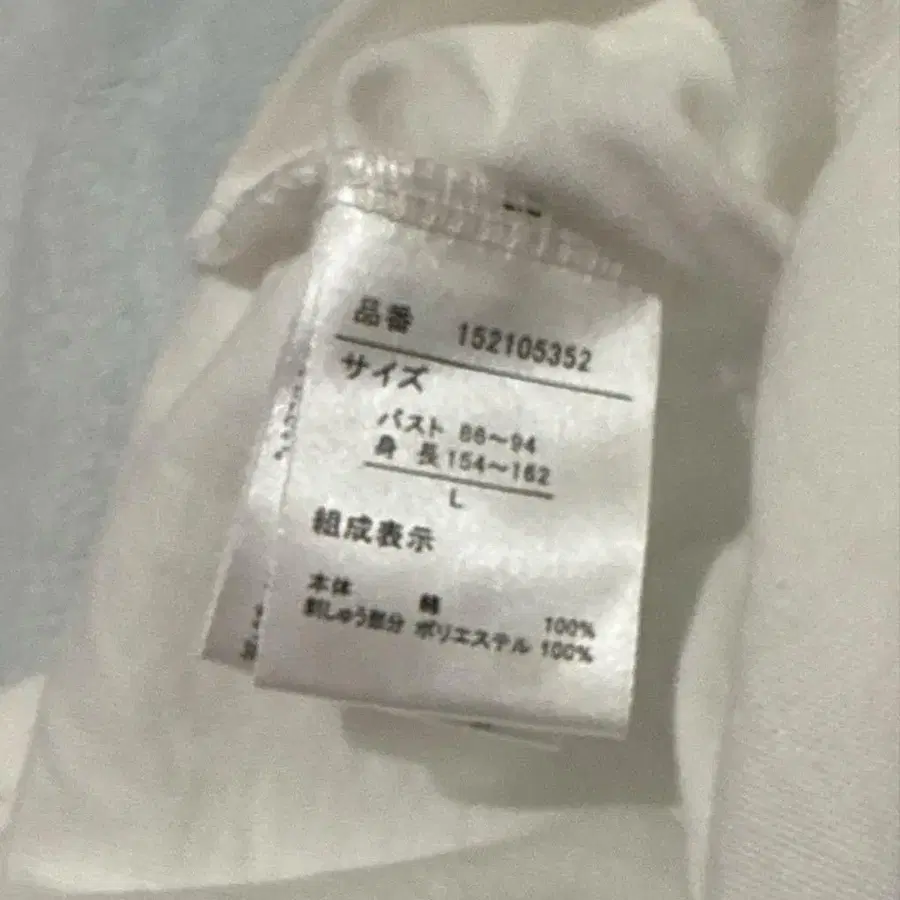 品番 152105352
サイズ
バスト 86～94
身長 154～162
L
組成表示
本体 綿 100%
刺しゅう部分 ポリエステル 100%